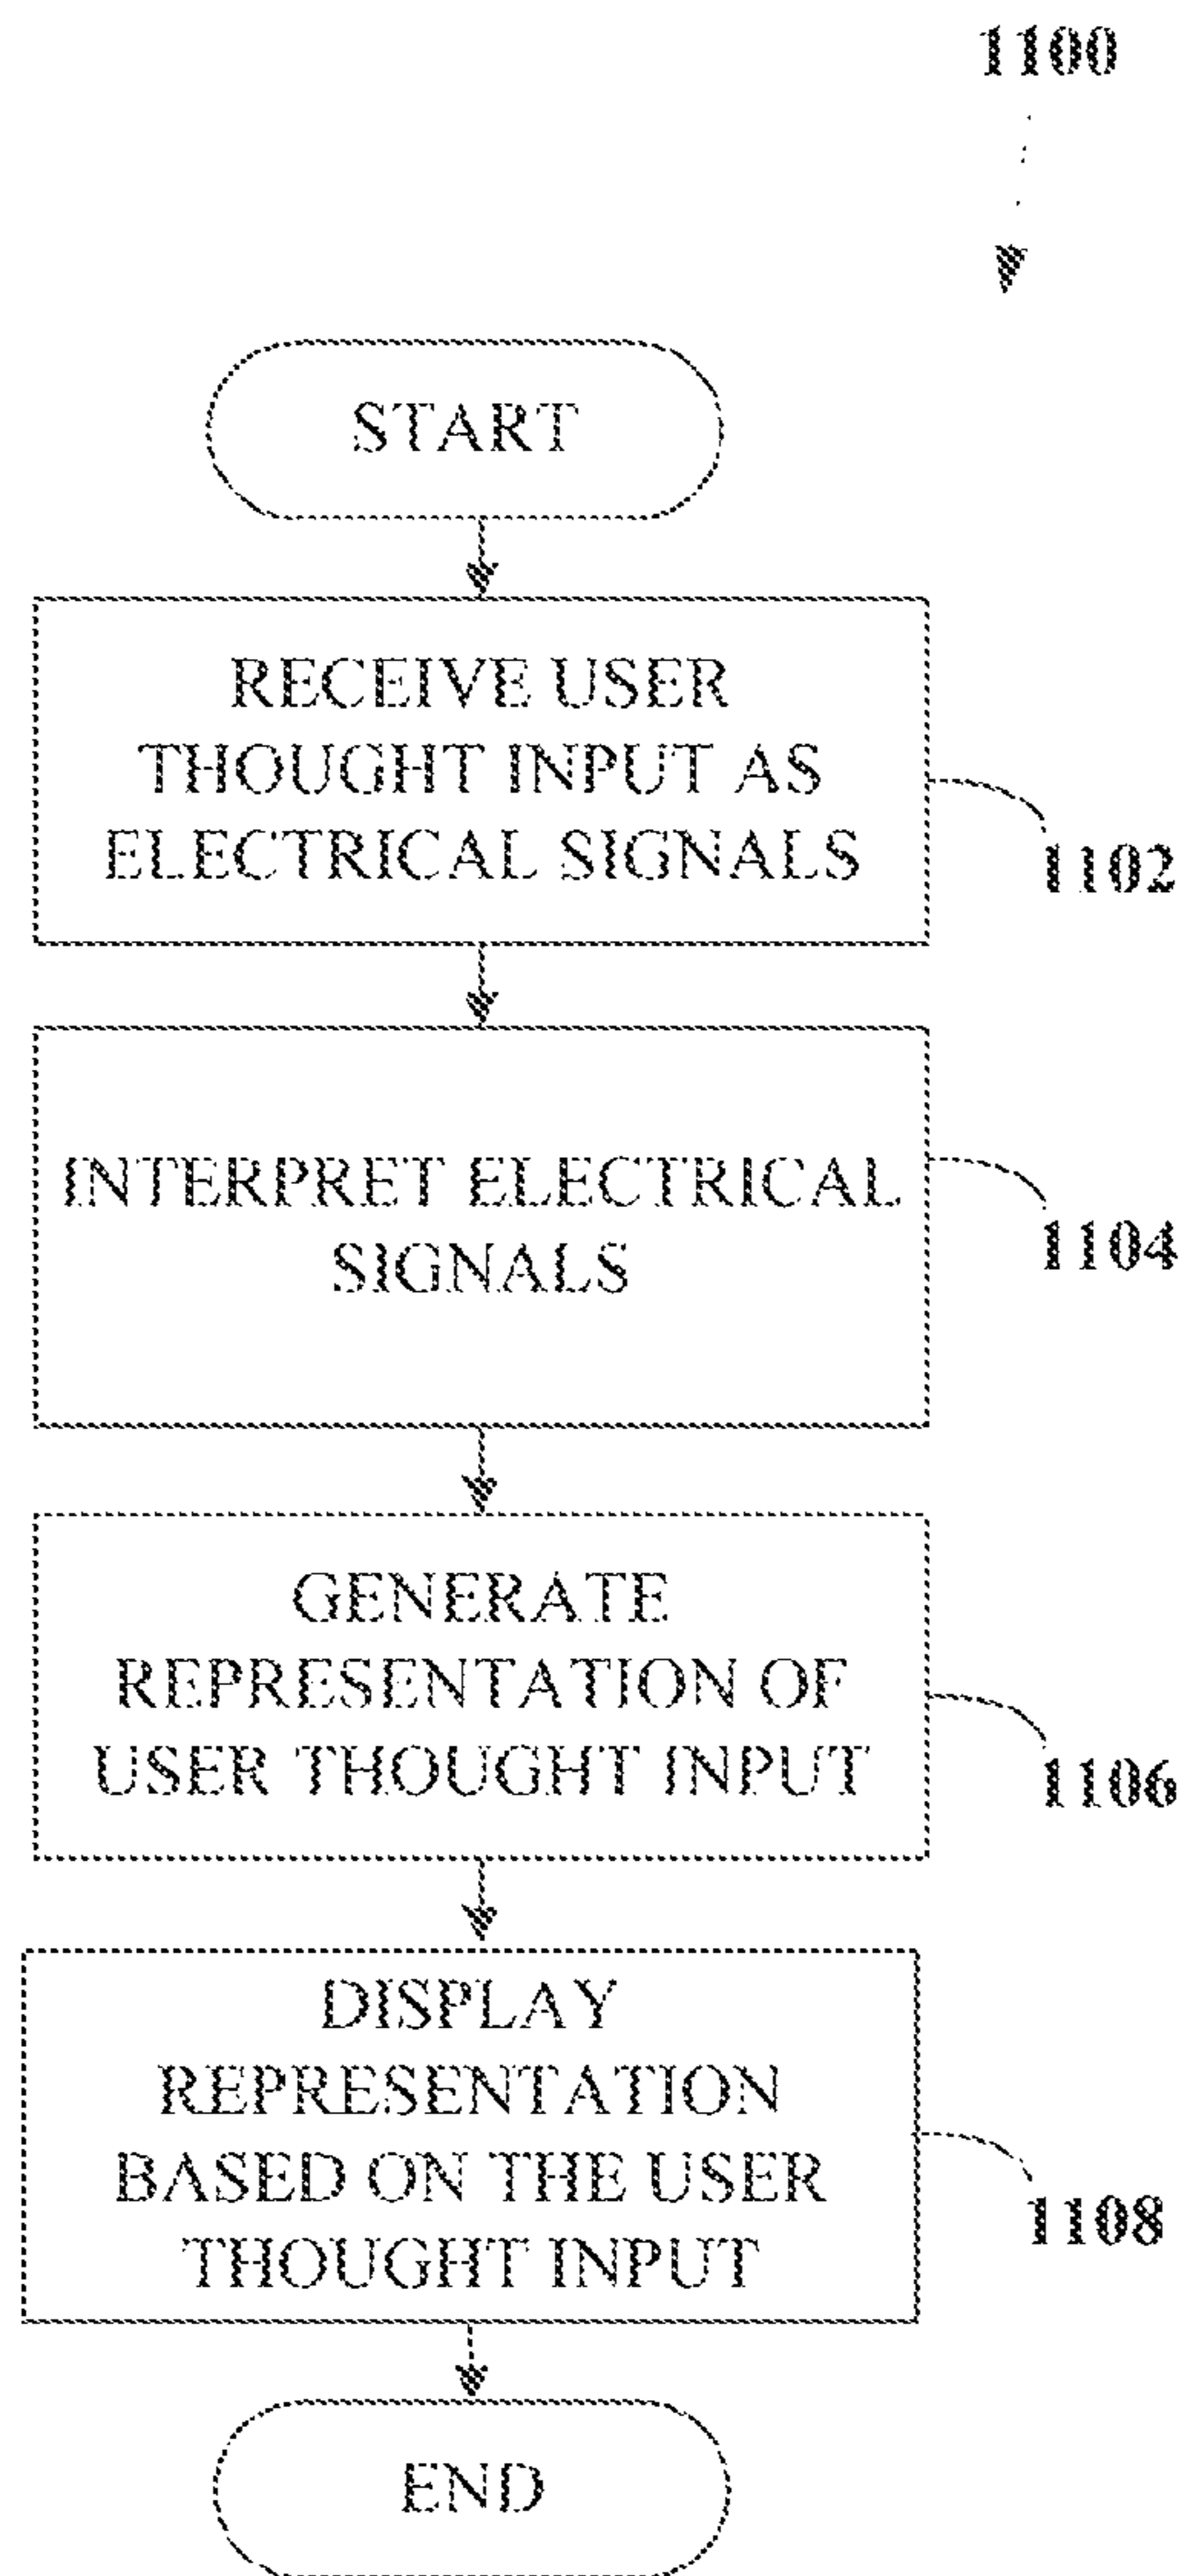 1100
START
RECEIVE USER
THOUGHT INPUT AS
ELECTRICAL SIGNALS
1102
INTERPRET ELECTRICAL
SIGNALS
1104
GENERATE
REPRESENTATION OF
USER THOUGHT INPUT
1106
DISPLAY
REPRESENTATION
BASED ON THE USER
THOUGHT INPUT
1108
END